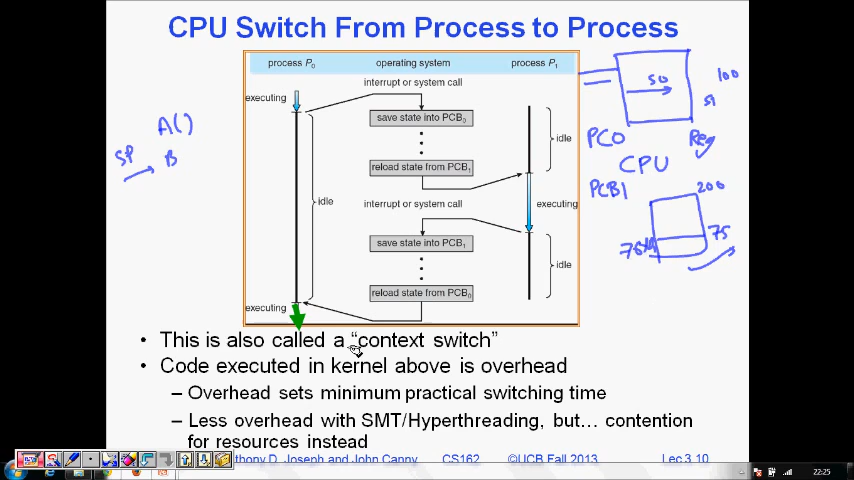 CPU Switch From Process to Process
process P0 operating system process P1
interrupt or system call
executing
save state into PCB0
idle
reload state from PCB1
idle
interrupt or system call
executing
save state into PCB1
idle
reload state from PCB0
executing
A()
SP B
50 100
51
PC0 Reg
CPU
PCB1 200
75
• This is also called a “context switch”
• Code executed in kernel above is overhead
– Overhead sets minimum practical switching time
– Less overhead with SMT/Hyperthreading, but… contention
for resources instead
thony D. Joseph and John Canny CS162 ©UCB Fall 2013 Lec 3.10
22:25